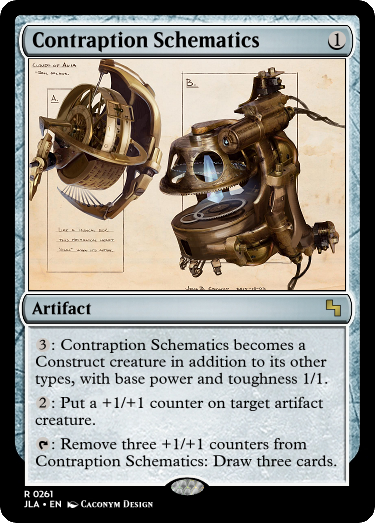 Contraption Schematics 1
A.
B.
Artifact
3: Contraption Schematics becomes a
Construct creature in addition to its other
types, with base power and toughness 1/1.
2: Put a +1/+1 counter on target artifact
creature.
: Remove three +1/+1 counters from
Contraption Schematics: Draw three cards.
R 0261
JLA • EN Caconym Design